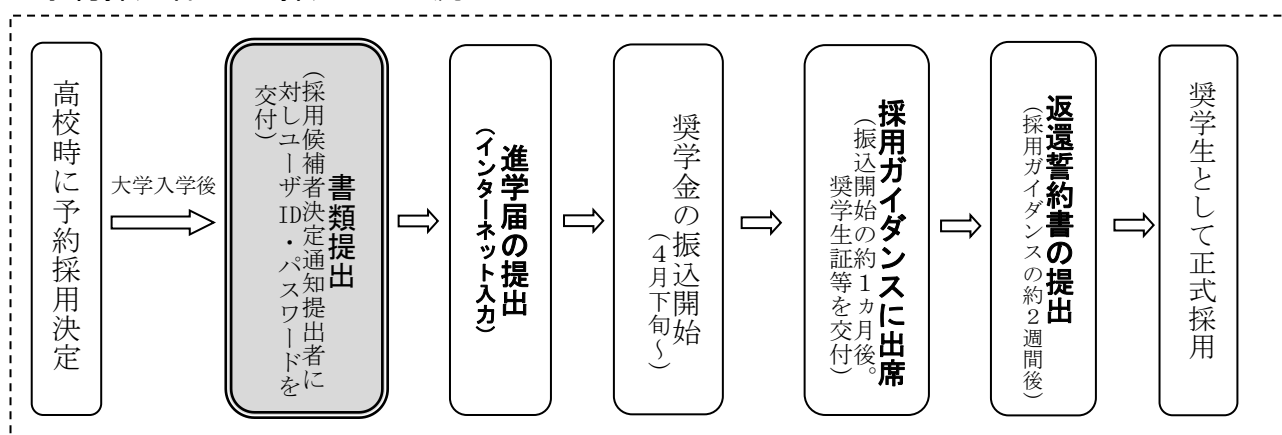 高校時に予約採用決定
大学入学後
書類提出
(採用候補者決定通知提出者に
対しユーザID・パスワードを
交付)
進学届の提出
(インターネット入力)
奨学金の振込開始
(4月下旬~)
採用ガイダンスに出席
(振込開始の約1ヵ月後。
奨学生証等を交付)
返還誓約書の提出
(採用ガイダンスの約2週間後)
奨学生として正式採用